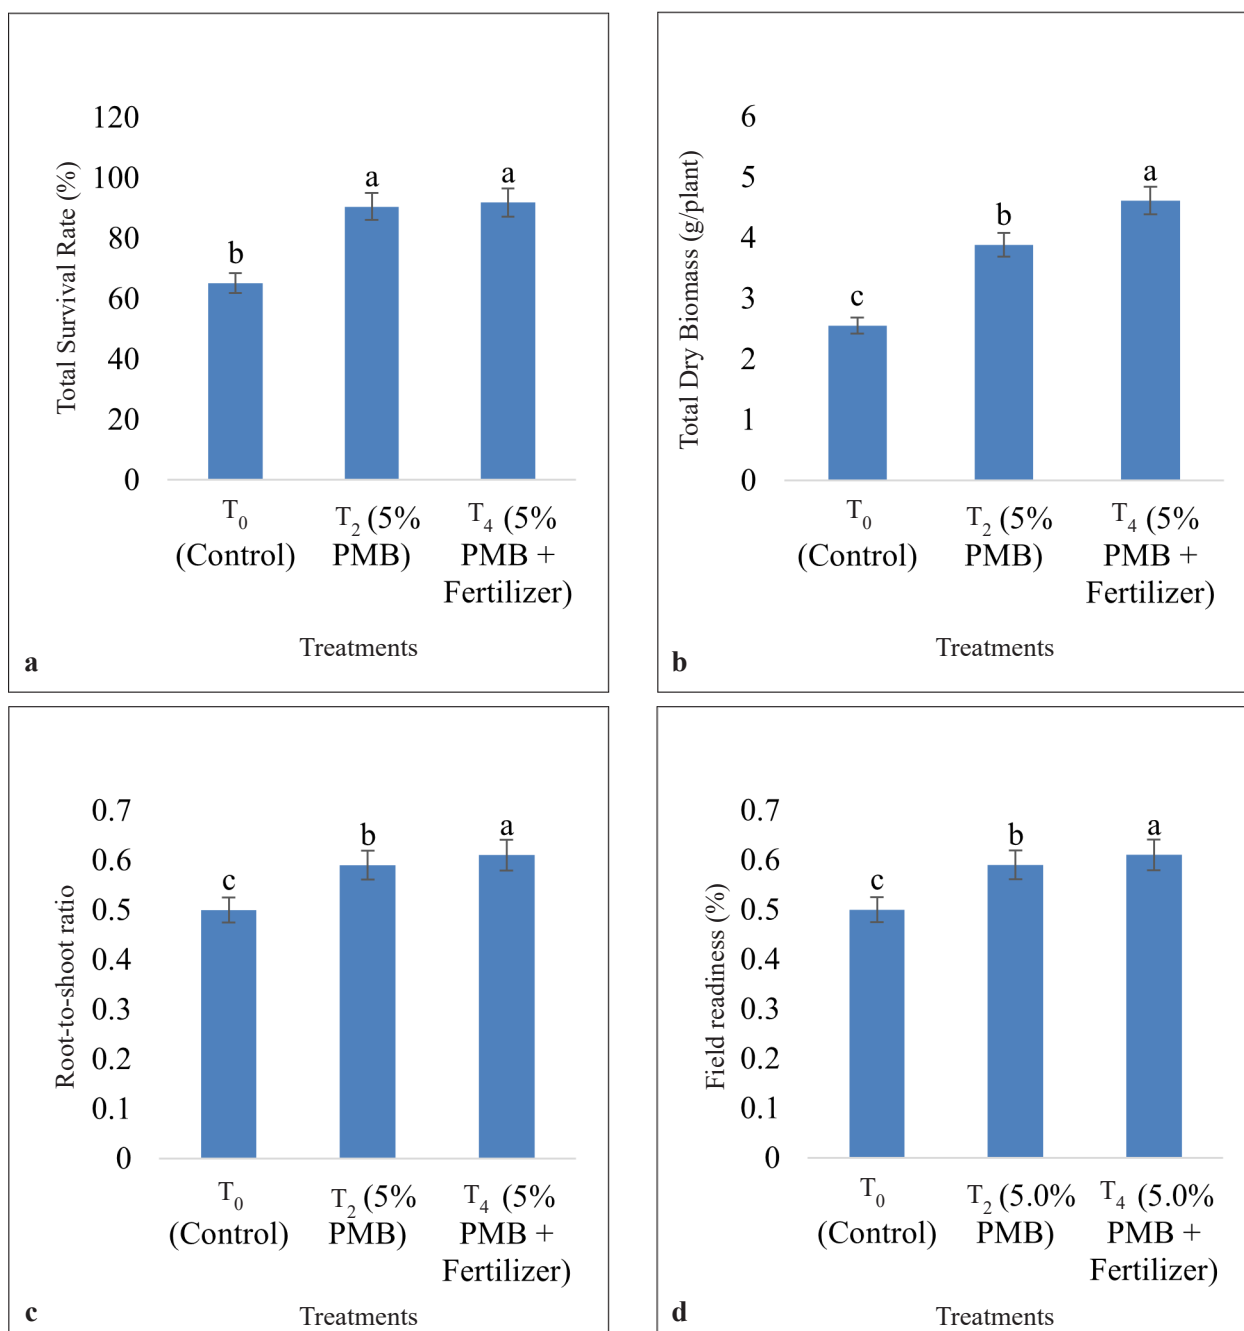 120
100
80
60
40
20
0
Total Survival Rate (%)
b
a
a
T0
(Control)
T2 (5%
PMB)
T4 (5%
PMB +
Fertilizer)
Treatments
a
6
5
4
3
2
1
0
Total Dry Biomass (g/plant)
c
b
a
T0
(Control)
T2 (5%
PMB)
T4 (5%
PMB +
Fertilizer)
Treatments
b
0.7
0.6
0.5
0.4
0.3
0.2
0.1
0
Root-to-shoot ratio
c
b
a
T0
(Control)
T2 (5%
PMB)
T4 (5%
PMB +
Fertilizer)
Treatments
c
0.7
0.6
0.5
0.4
0.3
0.2
0.1
0
Field readiness (%)
c
b
a
T0
(Control)
T2 (5.0%
PMB)
T4 (5.0%
PMB +
Fertilizer)
Treatments
d